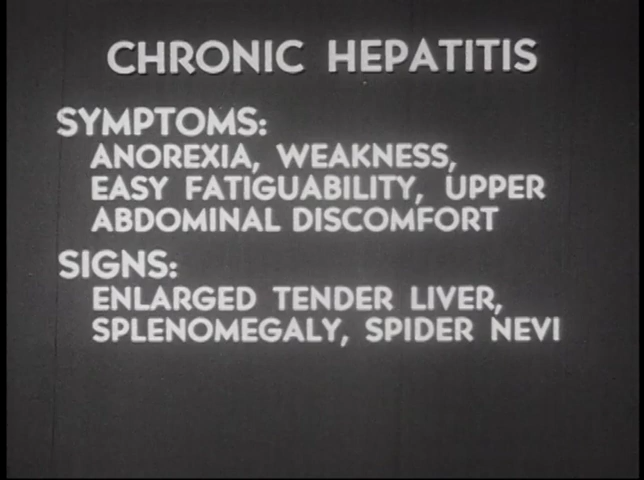 CHRONIC HEPATITIS
SYMPTOMS:
ANOREXIA, WEAKNESS,
EASY FATIGUABILITY, UPPER
ABDOMINAL DISCOMFORT
SIGNS:
ENLARGED TENDER LIVER,
SPLENOMEGALY, SPIDER NEVI